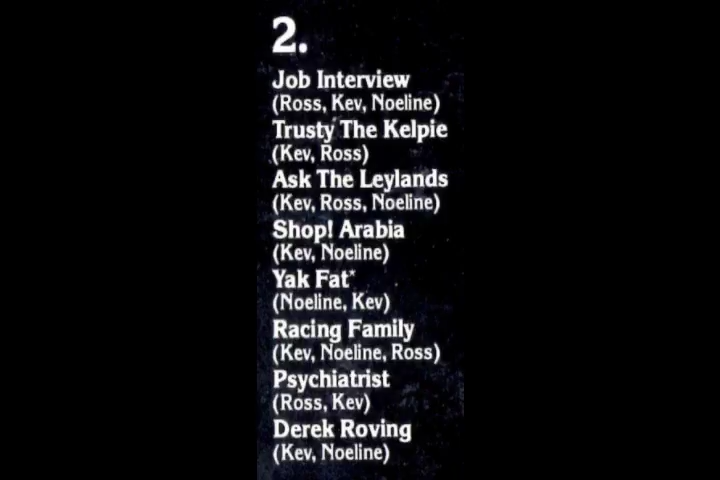 2.
Job Interview
(Ross, Kev, Noeline)
Trusty The Kelpie
(Kev, Ross)
Ask The Leylands
(Kev, Ross, Noeline)
Shop! Arabia
(Kev, Noeline)
Yak Fat*
(Noeline, Kev)
Racing Family
(Kev, Noeline, Ross)
Psychiatrist
(Ross, Kev)
Derek Roving
(Kev, Noeline)